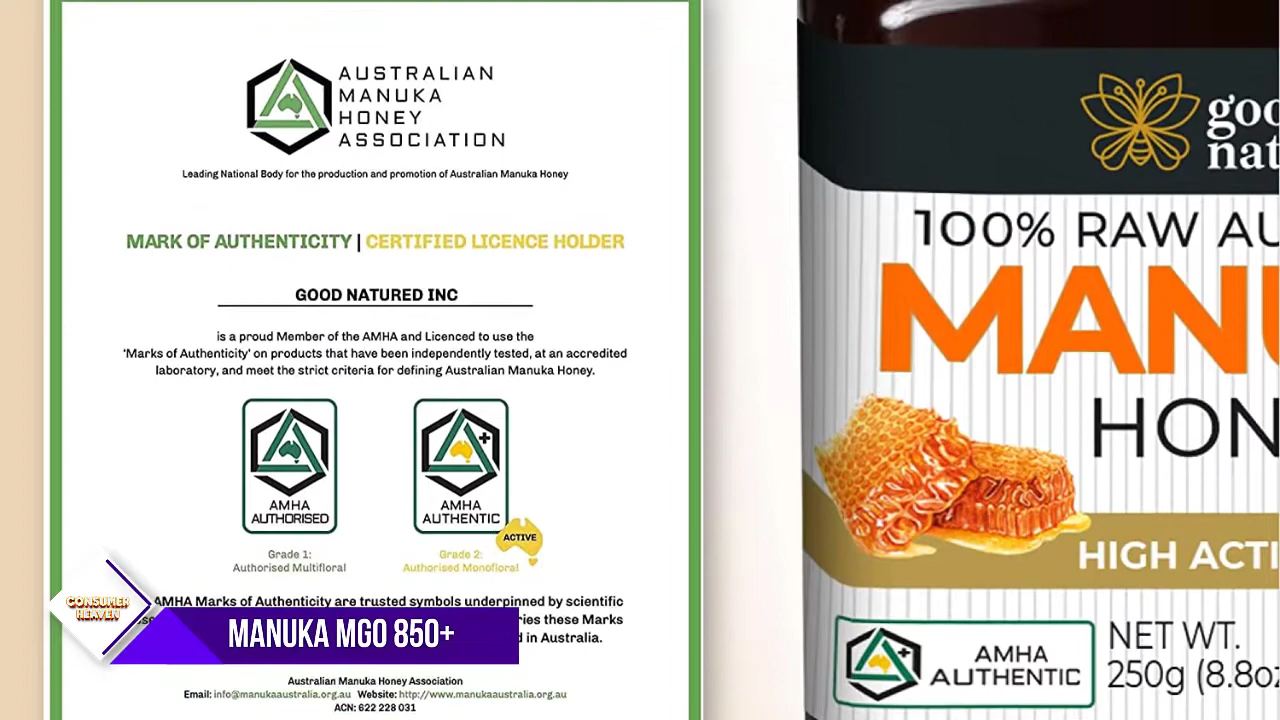 AUSTRALIAN
MANUKA
HONEY
ASSOCIATION
Leading National Body for the production and promotion of Australian Manuka Honey
MARK OF AUTHENTICITY | CERTIFIED LICENCE HOLDER
GOOD NATURED INC
is a proud Member of the AMHA and Licenced to use the
'Marks of Authenticity' on products that have been independently tested, at an accredited
laboratory, and meet the strict criteria for defining Australian Manuka Honey.
AMHA
AUTHORISED
Grade 1:
Authorised Multifloral
AMHA
AUTHENTIC
ACTIVE
Grade 2:
Authorised Monofloral
AMHA Marks of Authenticity are trusted symbols underpinned by scientific
these Marks
in Australia.
Australian Manuka Honey Association
Email: info@manukaaustralia.org.au Website: http://www.manukaaustralia.org.au
ACN: 622 228 031
CONSUMER
HEAVEN
MANUKA MGO 850+
100% RAW
HIGH
AMHA
AUTHENTIC
NET WT.
250g (8.8oz